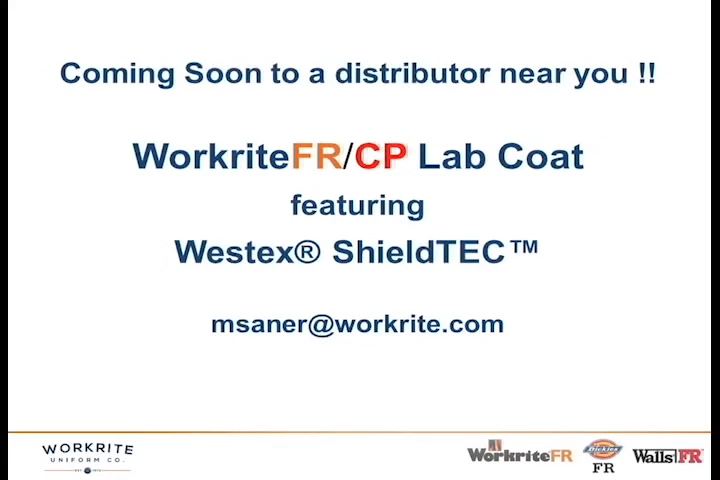 Coming Soon to a distributor near you !!
WorkriteFR/CP Lab Coat
featuring
Westex® ShieldTEC™
msaner@workrite.com
WORKRITE
UNIFORM CO.
WorkriteFR
Dickies
FR
WallsFR